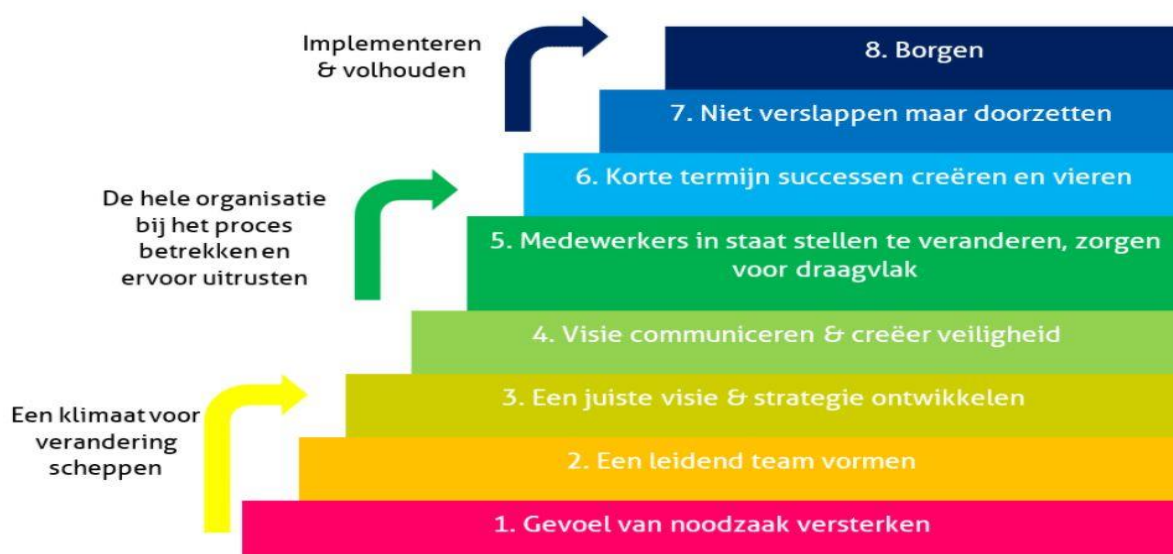 Implementeren
& volhouden
8. Borgen
7. Niet verslappen maar doorzetten
De hele organisatie
bij het proces
betrekken en
ervoor uitrusten
6. Korte termijn successen creëren en vieren
5. Medewerkers in staat stellen te veranderen, zorgen
voor draagvlak
4. Visie communiceren & creëer veiligheid
Een klimaat voor
verandering
scheppen
3. Een juiste visie & strategie ontwikkelen
2. Een leidend team vormen
1. Gevoel van noodzaak versterken